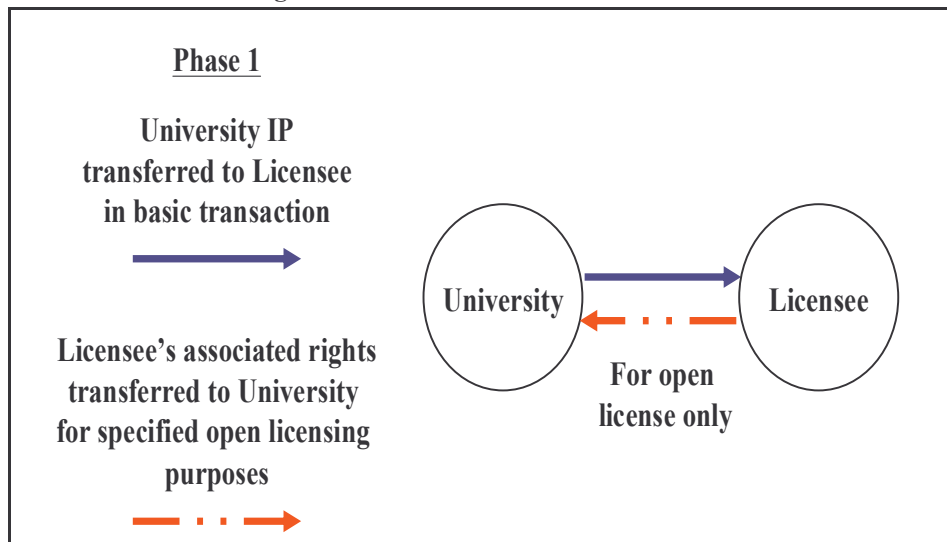 Phase 1
University IP
transferred to Licensee
in basic transaction
Licensee's associated rights
transferred to University
for specified open licensing
purposes
University
Licensee
For open
license only